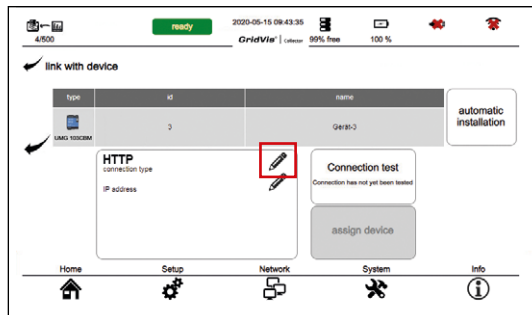 4/500
ready
2020-05-15 09:43:35
GridVis® | Collector
99% free
100 %
link with device
type
id
name
UMG 103CBM
3
Gerät-3
automatic
installation
HTTP
connection type
IP address
Connection test
Connection has not yet been tested
assign device
Home
Setup
Network
System
Info